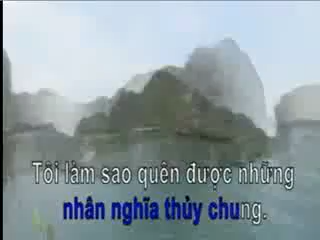 Tôi làm sao quên được những
nhân nghĩa thủy chung.